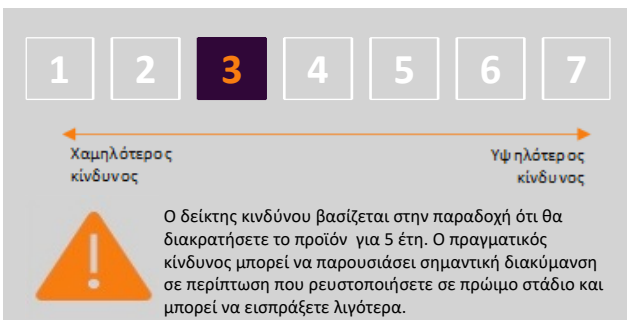 1 2 3 4 5 6 7
Χαμηλότερος Υψηλότερος
κίνδυνος κίνδυνος
Ο δείκτης κινδύνου βασίζεται στην παραδοχή ότι θα
διακρατήσετε το προϊόν για 5 έτη. Ο πραγματικός
κίνδυνος μπορεί να παρουσιάσει σημαντική διακύμανση
σε περίπτωση που ρευστοποιήσετε σε πρώιμο στάδιο και
μπορεί να εισπράξετε λιγότερα.